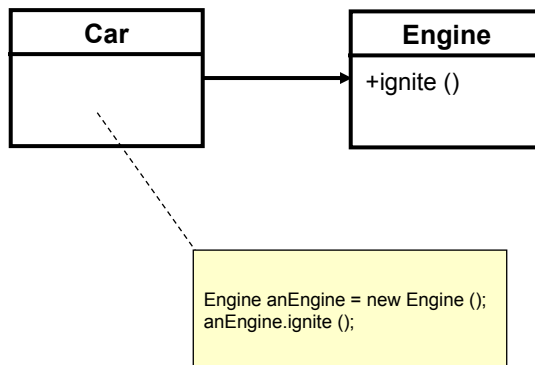 Car
Engine
+ignite ()
Engine anEngine = new Engine ();
anEngine.ignite ();